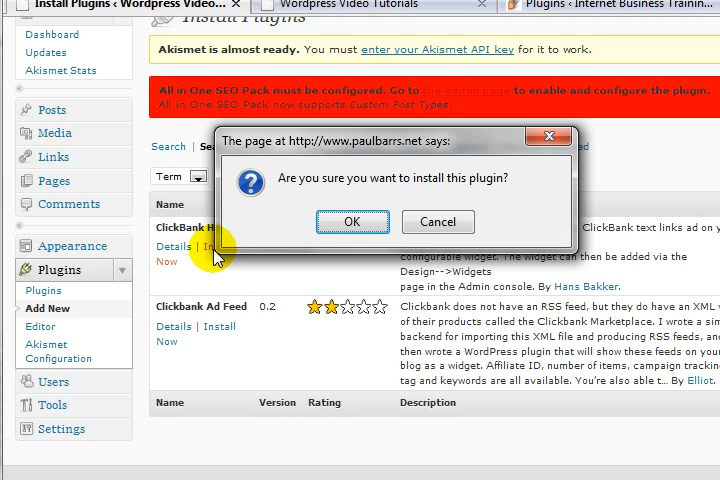 Install Plugins ‹ Wordpress Video... ×
Wordpress Video Tutorials ×
Plugins ‹ Internet Business Trainin...
Install Plugins
Dashboard
Updates
Akismet Stats
Posts
Media
Links
Pages
Comments
Appearance
Plugins
Plugins
Add New
Editor
Akismet
Configuration
Users
Tools
Settings
Akismet is almost ready. You must enter your Akismet API key for it to work.
All in One SEO Pack must be configured. Go to the admin page to enable and configure the plugin.
All in One SEO Pack now supports Custom Post Types.
Search |
Term
The page at http://www.paulbarrs.net says:
Are you sure you want to install this plugin?
OK
Cancel
Name
ClickBank
Details |
Now
ClickBank text links ad on
configurable widget. The widget can then be added via the
Design-->Widgets
page in the Admin console. By Hans Bakker.
Clickbank Ad Feed
0.2
Details | Install
Now
Clickbank does not have an RSS feed, but they do have an XML
of their products called the Clickbank Marketplace. I wrote a
backend for importing this XML file and producing RSS feeds, and
then wrote a WordPress plugin that will show these feeds on your
blog as a widget. Affiliate ID, number of items, campaign
tag and keywords are all available. You're also able t... By Elliot.
Name
Version
Rating
Description